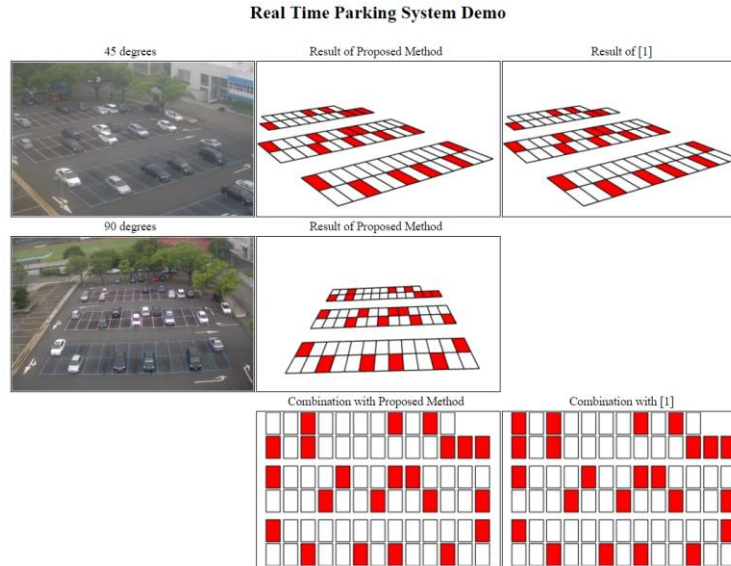 Real Time Parking System Demo
45 degrees
Result of Proposed Method
Result of [1]
90 degrees
Result of Proposed Method
Combination with Proposed Method
Combination with [1]